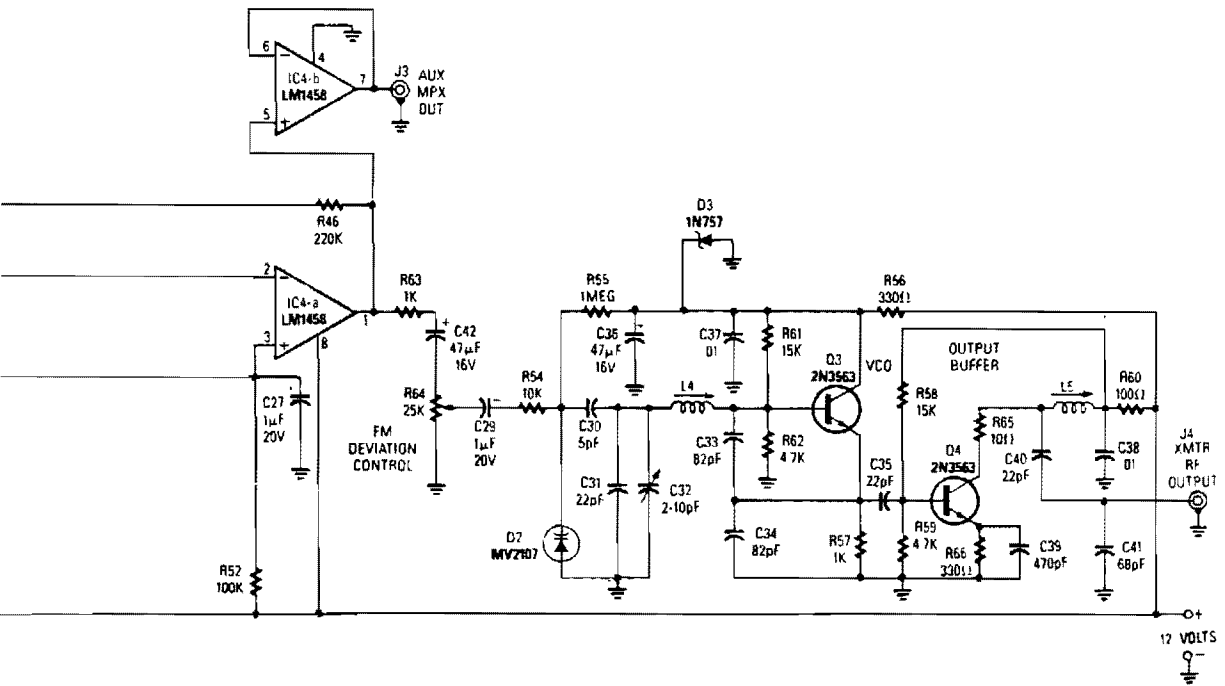 6
−
4
IC4-b
LM1458
7
5
+
J3
AUX
MPX
OUT
R46
220K
2
−
IC4-a
LM1458
1
3
+
8
R63
1K
+
C42
47µF
16V
C27
1µF
20V
R64
25K
FM
DEVIATION
CONTROL
C29
1µF
20V
R54
10K
R52
100K
D3
1N757
R55
1MEG
R56
330Ω
C36
47µF
16V
C37
.01
R61
15K
Q3
2N3563
VCO
OUTPUT
BUFFER
L4
L5
R60
100Ω
R58
15K
C30
5pF
C33
82pF
R62
4.7K
C35
22pF
Q4
2N3563
R65
10Ω
C40
22pF
C38
.01
J4
XMTR
RF
OUTPUT
C31
22pF
C32
2-10pF
D2
MV2107
C34
82pF
R57
1K
R59
4.7K
R66
330Ω
C39
470pF
C41
68pF
+
12 VOLTS
−